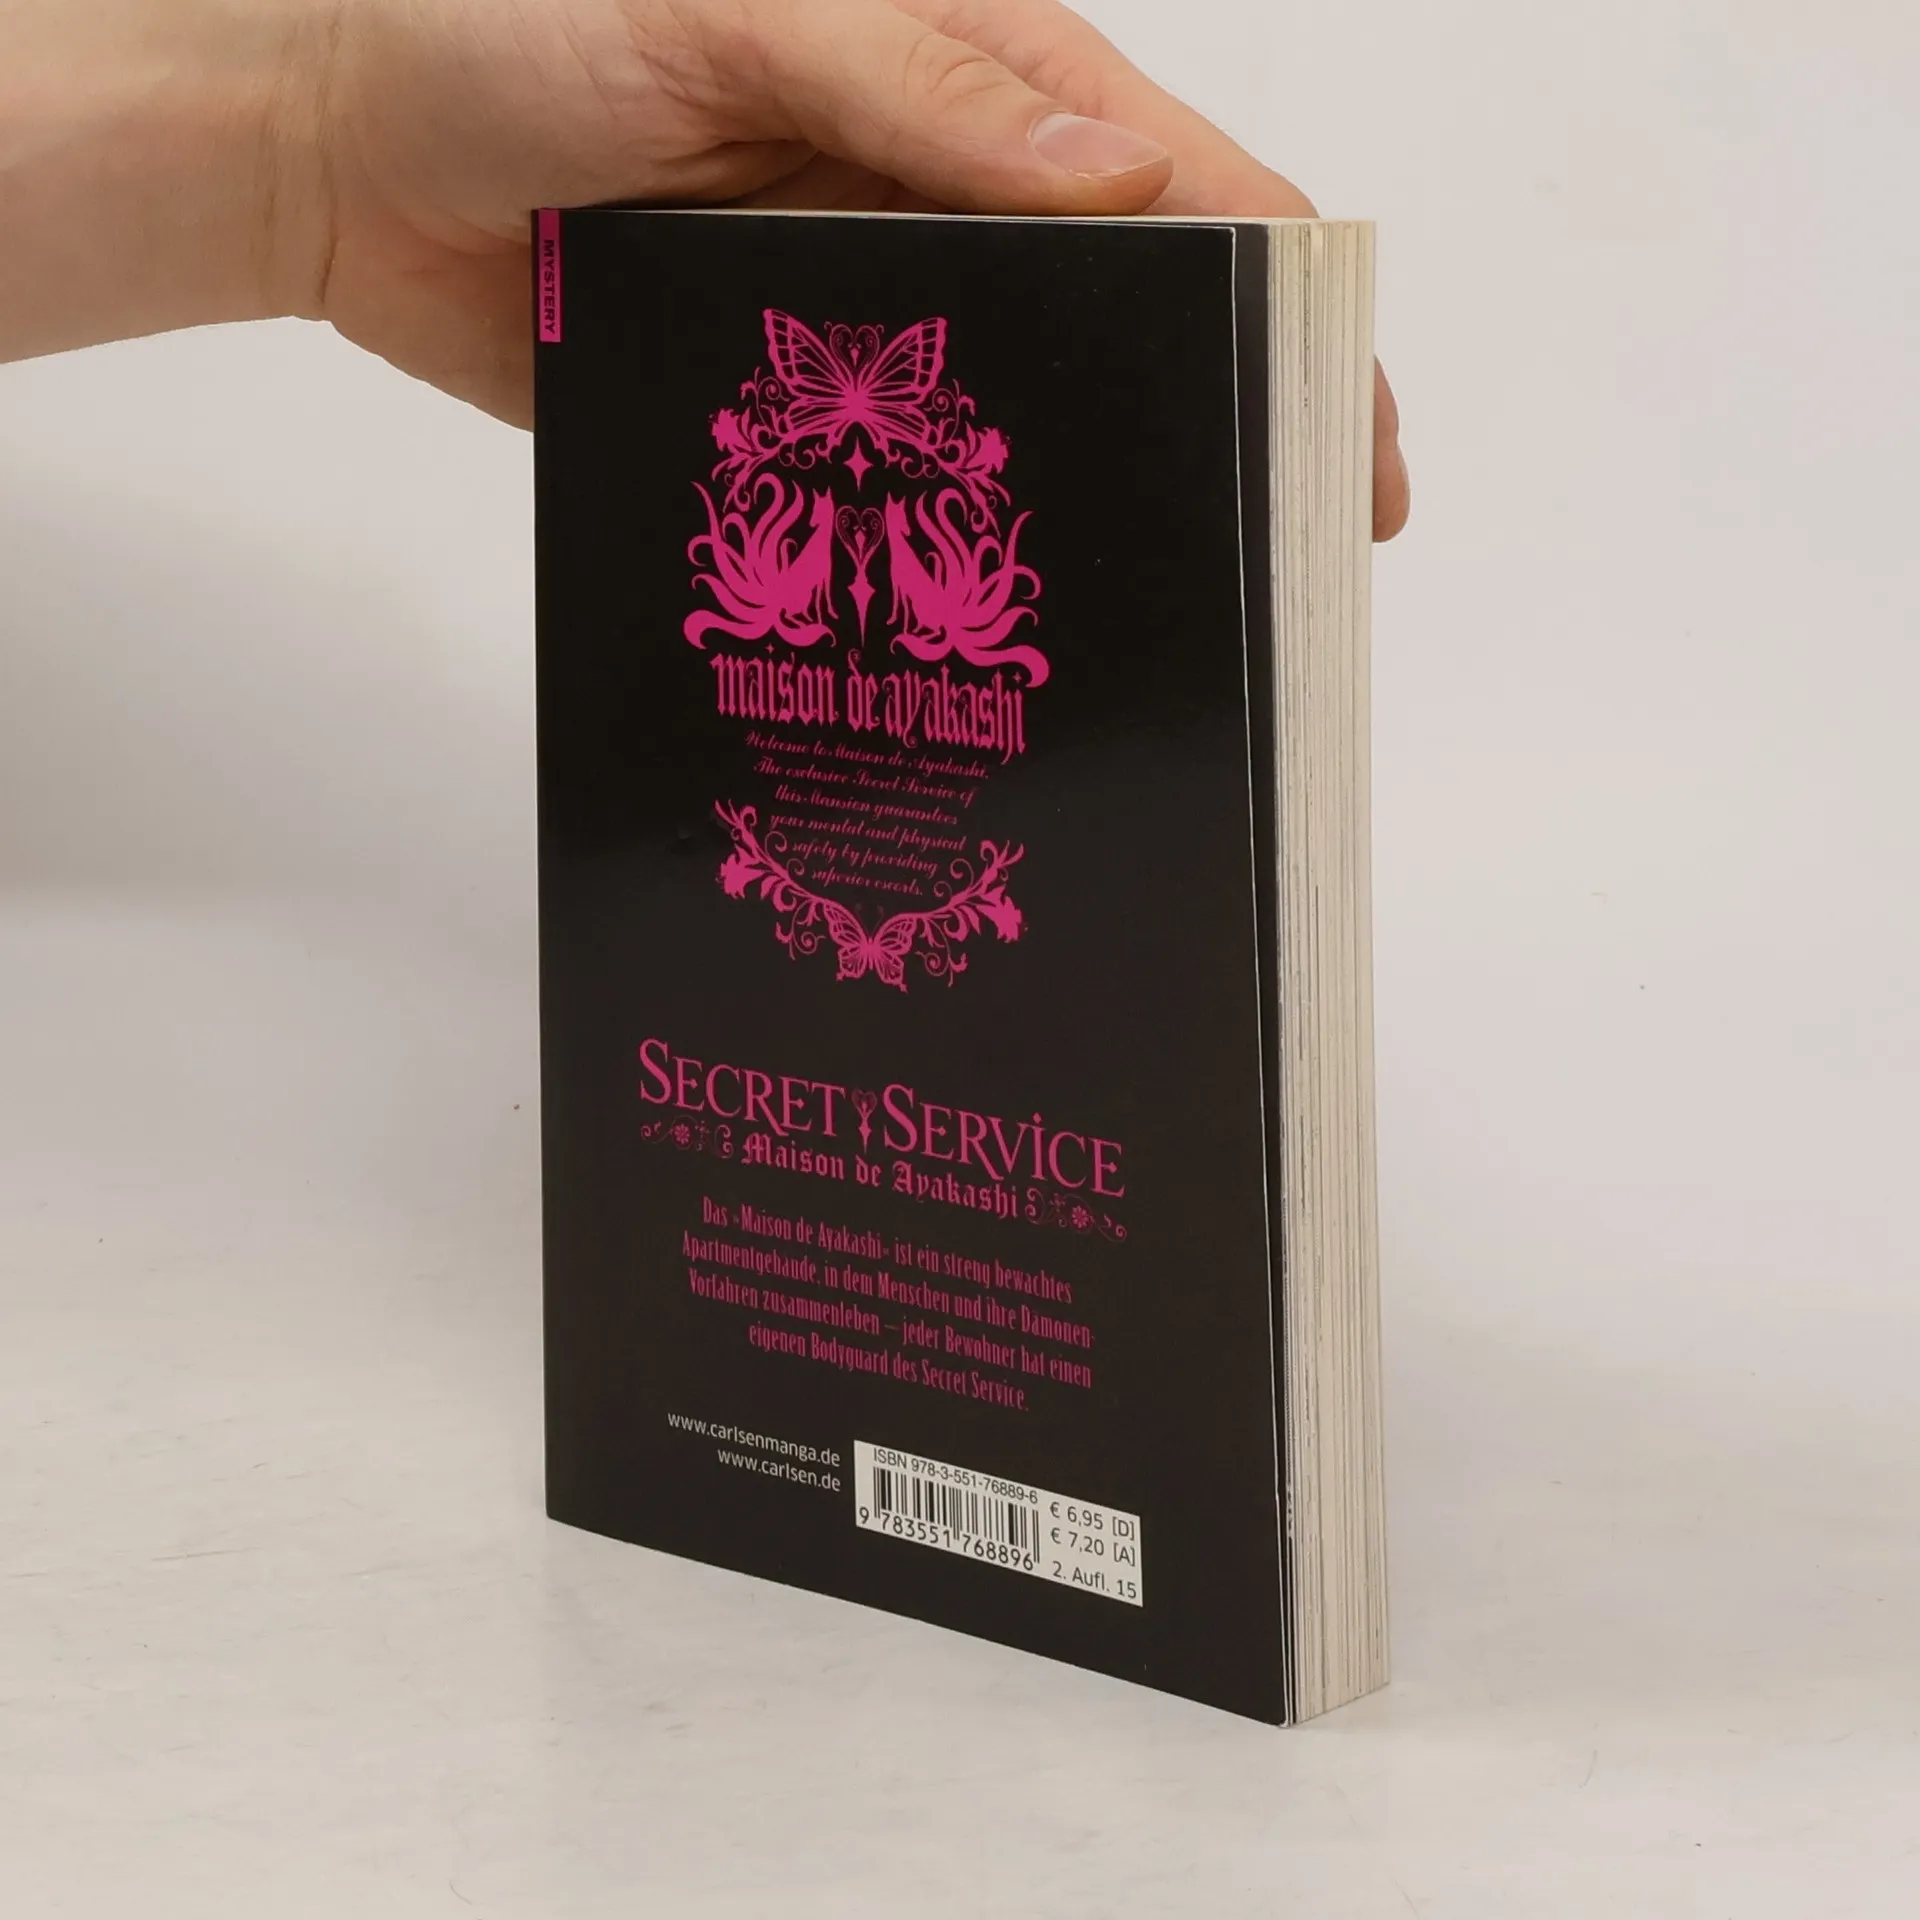 MYSTERY
maison de ayakashi
Welcome to Maison de Ayakashi.
The exclusive Secret Service of
this Mansion guarantees
your mental and physical
safety by providing
superior escorts.
SECRET SERVICE
Maison de Ayakashi
Das »Maison de Ayakashi« ist ein streng bewachtes
Apartmentgebäude, in dem Menschen und ihre Dämonen-
Vorfahren zusammenleben – jeder Bewohner hat einen
eigenen Bodyguard des Secret Service.
www.carlsenmanga.de
www.carlsen.de
ISBN 978-3-551-76889-6
9 783551 768896
€ 6,95 [D]
€ 7,20 [A]
2. Aufl. 15